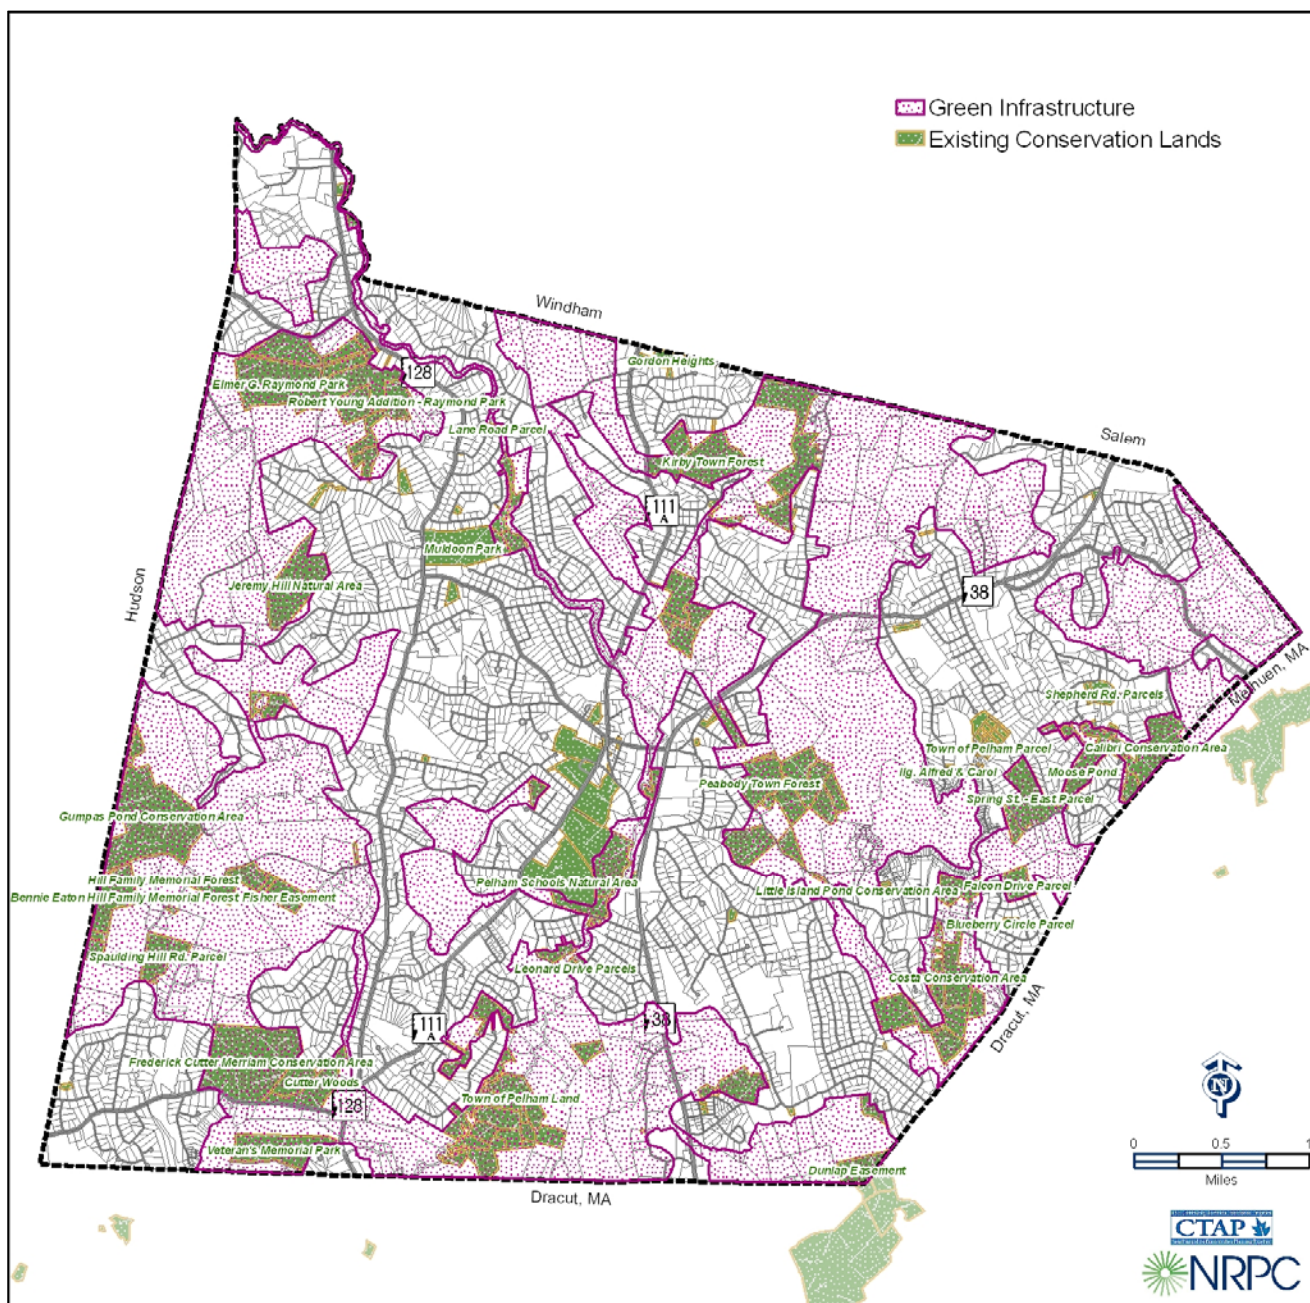 Green Infrastructure
Existing Conservation Lands
Windham
Gordon Heights
128
Elmer G. Raymond Park
Robert Young Addition - Raymond Park
Lane Road Parcel
Salem
Kirby Town Forest
111
A
Muldoon Park
Jeremy Hill Natural Area
38
Hudson
Methuen, MA
Shepherd Rd. Parcels
Town of Pelham Parcel
Calibri Conservation Area
Ilg. Alfred & Carol
Moose Pond
Peabody Town Forest
Spring St. - East Parcel
Gumpas Pond Conservation Area
Hill Family Memorial Forest
Pelham Schools Natural Area
Little Island Pond Conservation Area
Falcon Drive Parcel
Bennie Eaton Hill Family Memorial Forest Fisher Easement
Blueberry Circle Parcel
Spaulding Hill Rd. Parcel
Leonard Drive Parcels
Costa Conservation Area
111
A
38
Dracut, MA
Frederick Cutter Merriam Conservation Area
Cutter Woods
Town of Pelham Land
128
N
Veteran's Memorial Park
Dunlap Easement
0 0.5 1
Miles
Dracut, MA
CTAP
NRPC